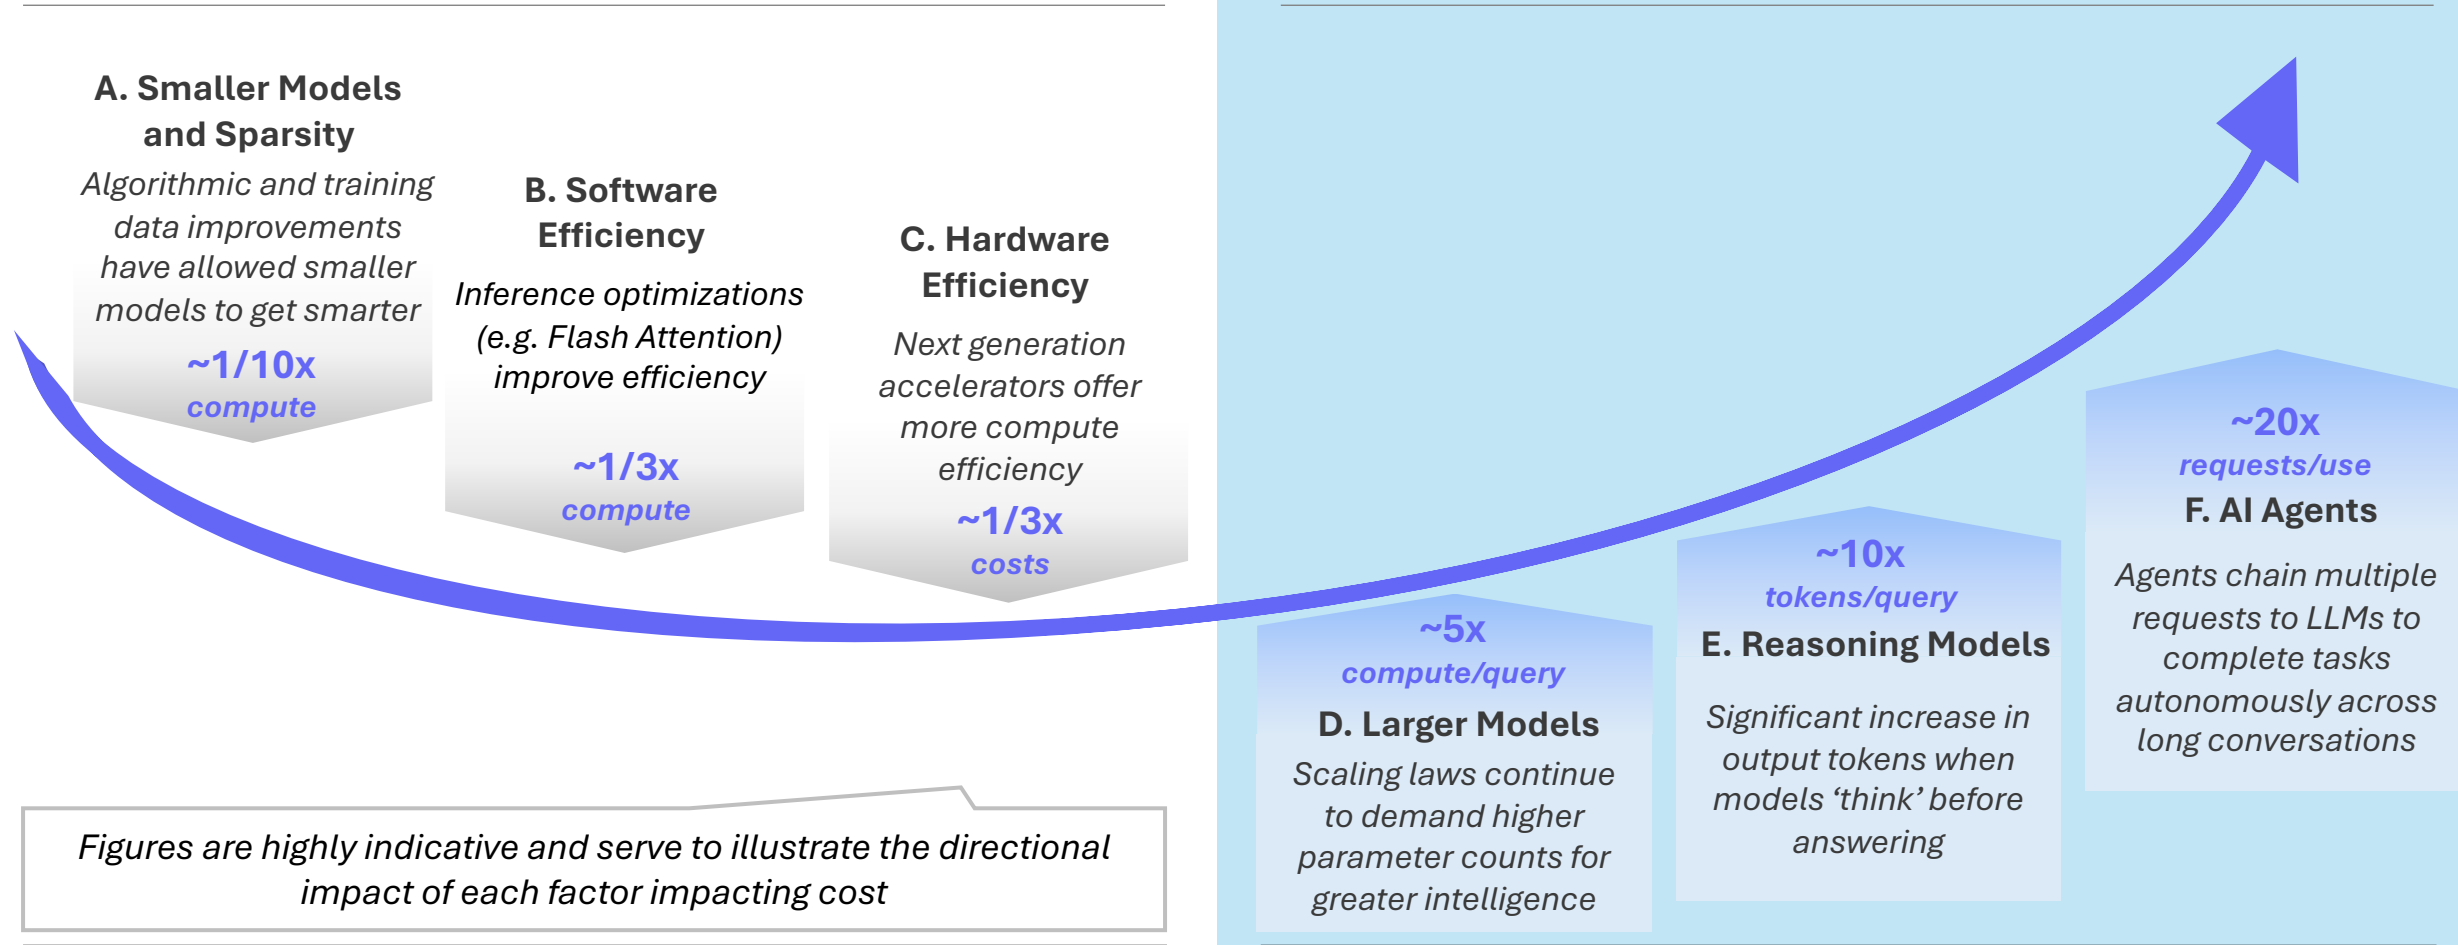 A. Smaller Models
and Sparsity
Algorithmic and training
data improvements
have allowed smaller
models to get smarter
~1/10x
compute
B. Software
Efficiency
Inference optimizations
(e.g. Flash Attention)
improve efficiency
~1/3x
compute
C. Hardware
Efficiency
Next generation
accelerators offer
more compute
efficiency
~1/3x
costs
~5x
compute/query
D. Larger Models
Scaling laws continue
to demand higher
parameter counts for
greater intelligence
~10x
tokens/query
E. Reasoning Models
Significant increase in
output tokens when
models ‘think’ before
answering
~20x
requests/use
F. AI Agents
Agents chain multiple
requests to LLMs to
complete tasks
autonomously across
long conversations
Figures are highly indicative and serve to illustrate the directional
impact of each factor impacting cost